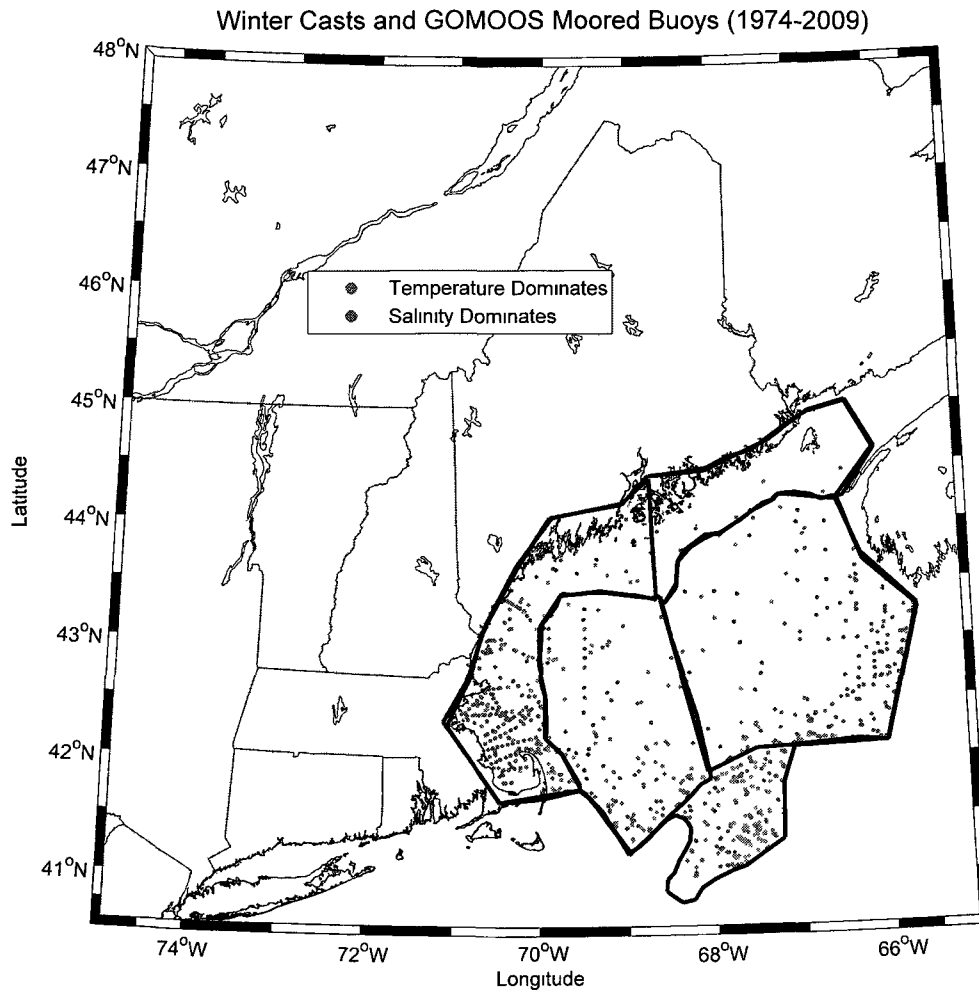 Winter Casts and GOMOOS Moored Buoys (1974-2009)
48°N
47°N
46°N
45°N
44°N
43°N
42°N
41°N
Latitude
Temperature Dominates
Salinity Dominates
74°W
72°W
70°W
68°W
66°W
Longitude